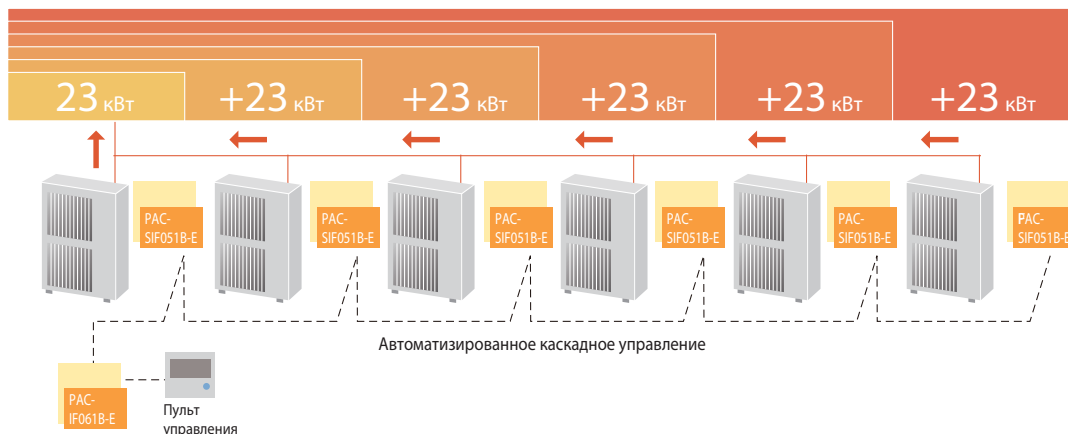 23 кВт
+23 кВт
+23 кВт
+23 кВт
+23 кВт
+23 кВт
PAC-
SIF051B-E
PAC-
SIF051B-E
PAC-
SIF051B-E
PAC-
SIF051B-E
PAC-
SIF051B-E
PAC-
SIF051B-E
Автоматизированное каскадное управление
PAC-
IF061B-E
Пульт
управления